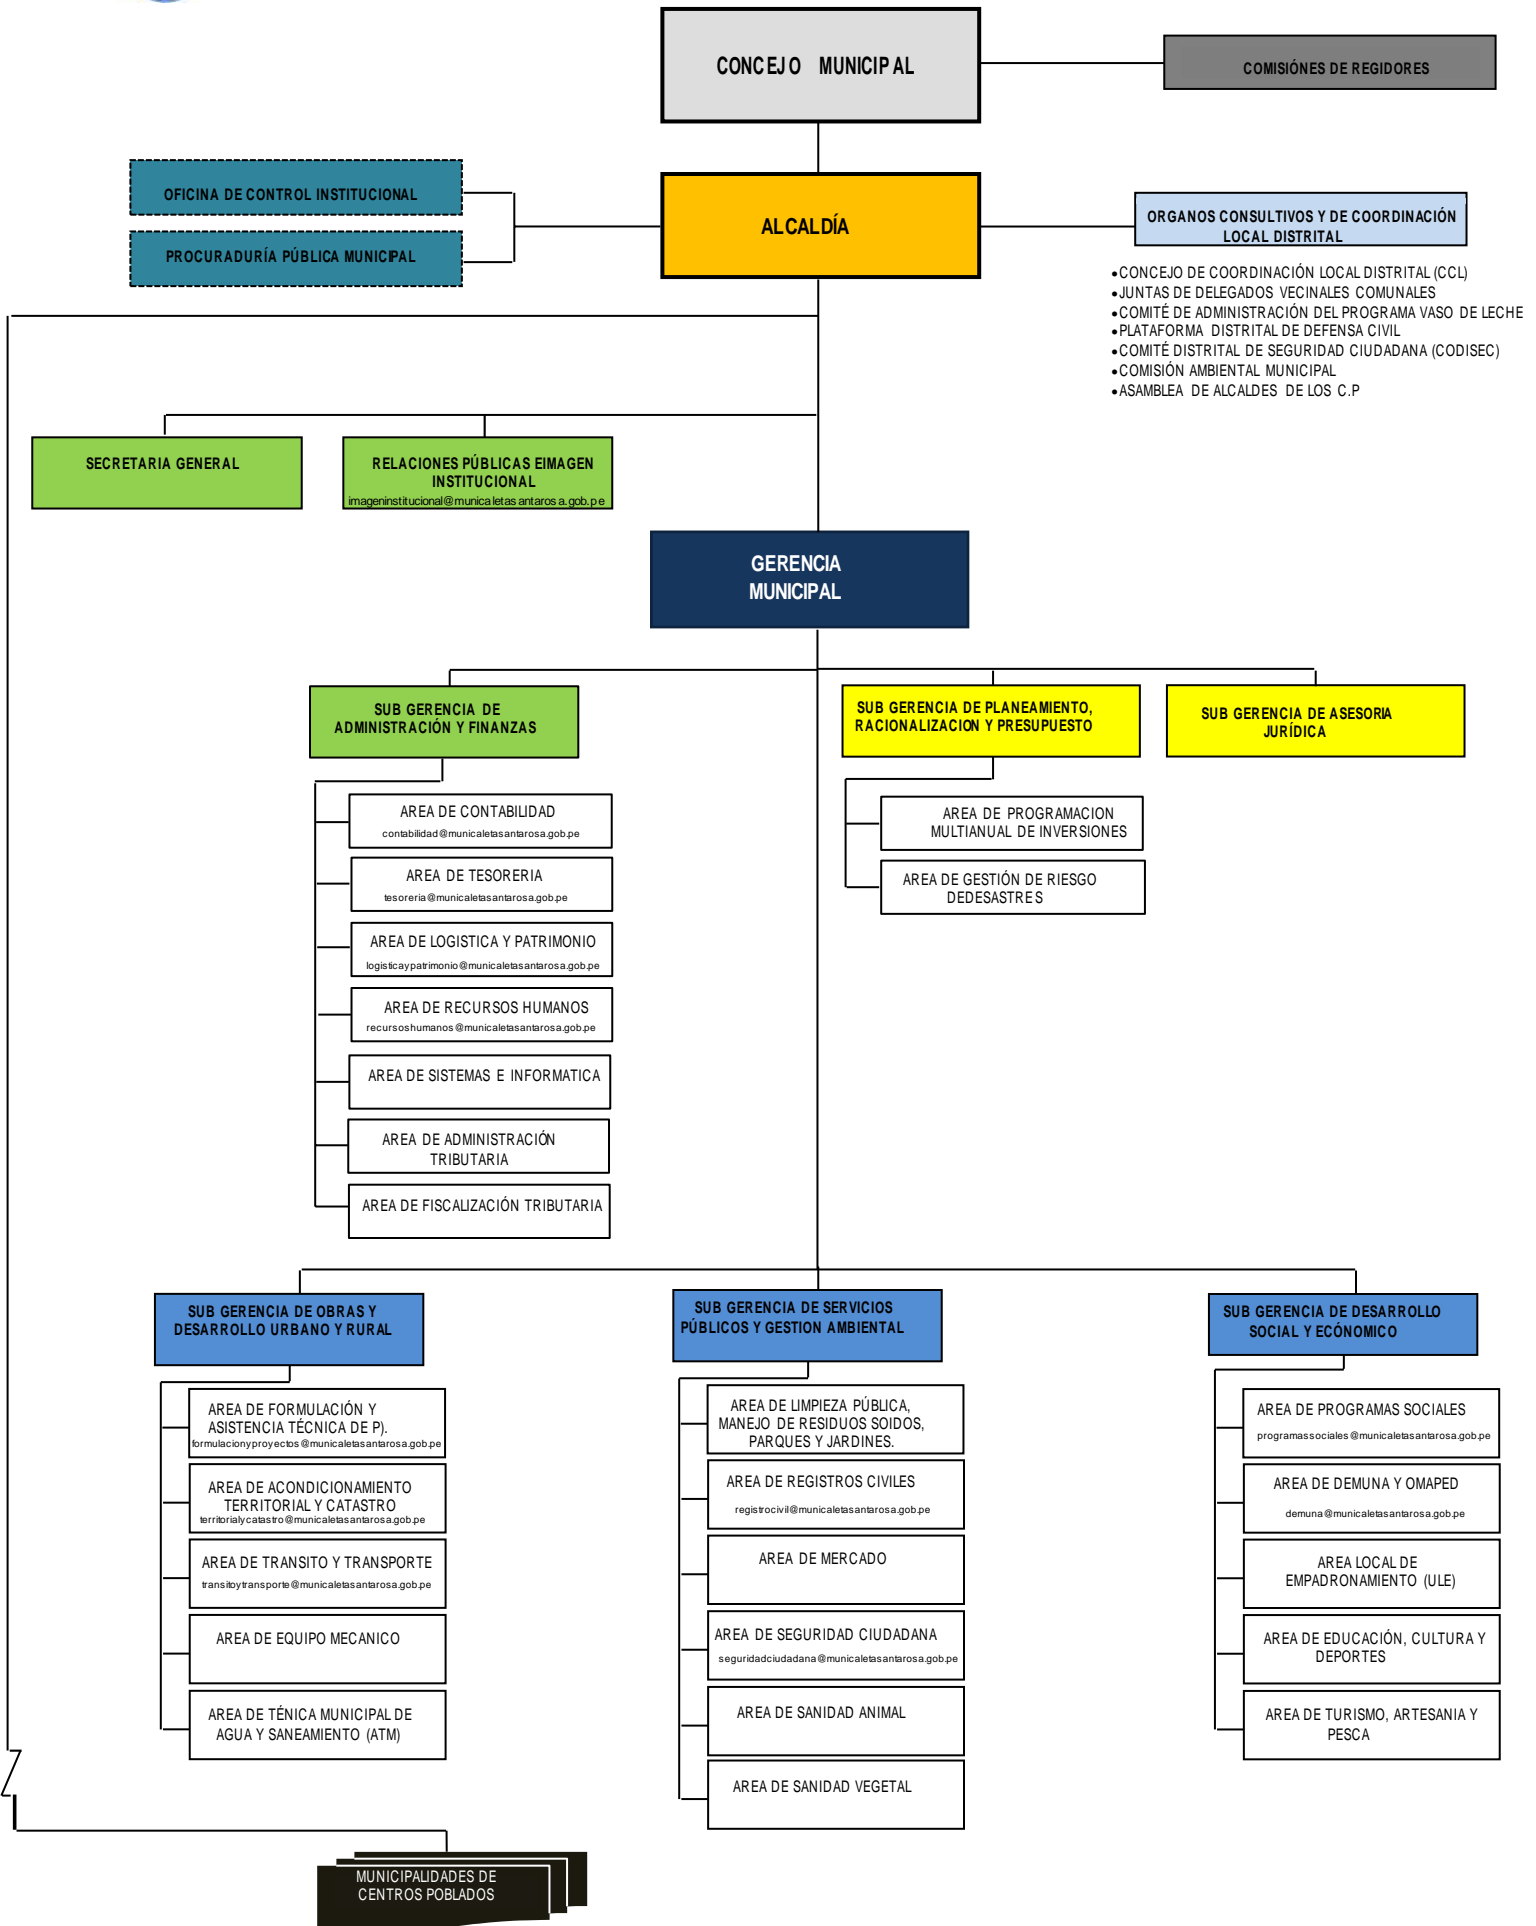 CONCEJO MUNICIPAL
COMISIÓNES DE REGIDORES
OFICINA DE CONTROL INSTITUCIONAL
PROCURADURÍA PÚBLICA MUNICIPAL
ALCALDÍA
ORGANOS CONSULTIVOS Y DE COORDINACIÓN
LOCAL DISTRITAL
•CONCEJO DE COORDINACIÓN LOCAL DISTRITAL (CCL)
•JUNTAS DE DELEGADOS VECINALES COMUNALES
•COMITÉ DE ADMINISTRACIÓN DEL PROGRAMA VASO DE LECHE
•PLATAFORMA DISTRITAL DE DEFENSA CIVIL
•COMITÉ DISTRITAL DE SEGURIDAD CIUDADANA (CODISEC)
•COMISIÓN AMBIENTAL MUNICIPAL
•ASAMBLEA DE ALCALDES DE LOS C.P
SECRETARIA GENERAL
RELACIONES PÚBLICAS EIMAGEN
INSTITUCIONAL
imageninstitucional@municaletasantarosa.gob.pe
GERENCIA
MUNICIPAL
SUB GERENCIA DE
ADMINISTRACIÓN Y FINANZAS
SUB GERENCIA DE PLANEAMIENTO,
RACIONALIZACION Y PRESUPUESTO
SUB GERENCIA DE ASESORIA
JURÍDICA
AREA DE CONTABILIDAD
contabilidad@municaletasantarosa.gob.pe
AREA DE TESORERIA
tesoreria@municaletasantarosa.gob.pe
AREA DE LOGISTICA Y PATRIMONIO
logisticaypatrimonio@municaletasantarosa.gob.pe
AREA DE RECURSOS HUMANOS
recursoshumanos@municaletasantarosa.gob.pe
AREA DE SISTEMAS E INFORMATICA
AREA DE ADMINISTRACIÓN
TRIBUTARIA
AREA DE FISCALIZACIÓN TRIBUTARIA
AREA DE PROGRAMACION
MULTIANUAL DE INVERSIONES
AREA DE GESTIÓN DE RIESGO
DEDESASTRES
SUB GERENCIA DE OBRAS Y
DESARROLLO URBANO Y RURAL
AREA DE FORMULACIÓN Y
ASISTENCIA TÉCNICA DE P).
formulacionyproyectos@municaletasantarosa.gob.pe
AREA DE ACONDICIONAMIENTO
TERRITORIAL Y CATASTRO
territorialycatastro@municaletasantarosa.gob.pe
AREA DE TRANSITO Y TRANSPORTE
transitoytransporte@municaletasantarosa.gob.pe
AREA DE EQUIPO MECANICO
AREA DE TÉNICA MUNICIPAL DE
AGUA Y SANEAMIENTO (ATM)
SUB GERENCIA DE SERVICIOS
PÚBLICOS Y GESTION AMBIENTAL
AREA DE LIMPIEZA PÚBLICA,
MANEJO DE RESIDUOS SOIDOS,
PARQUES Y JARDINES.
AREA DE REGISTROS CIVILES
registrocivil@municaletasantarosa.gob.pe
AREA DE MERCADO
AREA DE SEGURIDAD CIUDADANA
seguridadciudadana@municaletasantarosa.gob.pe
AREA DE SANIDAD ANIMAL
AREA DE SANIDAD VEGETAL
SUB GERENCIA DE DESARROLLO
SOCIAL Y ECÓNOMICO
AREA DE PROGRAMAS SOCIALES
programassociales@municaletasantarosa.gob.pe
AREA DE DEMUNA Y OMAPED
demuna@municaletasantarosa.gob.pe
AREA LOCAL DE
EMPADRONAMIENTO (ULE)
AREA DE EDUCACIÓN, CULTURA Y
DEPORTES
AREA DE TURISMO, ARTESANIA Y
PESCA
MUNICIPALIDADES DE
CENTROS POBLADOS